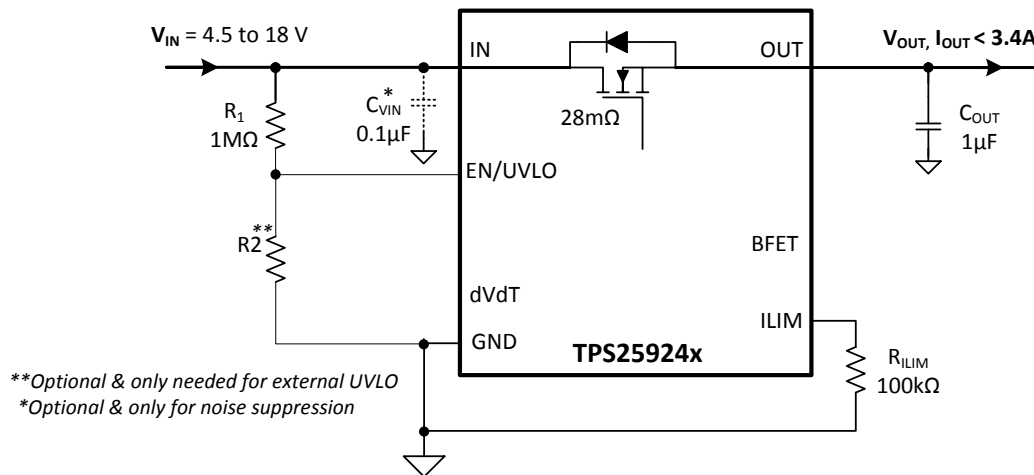 V_IN = 4.5 to 18 V
IN
OUT
V_OUT, I_OUT < 3.4A
R_1
1MΩ
C_VIN*
0.1µF
28mΩ
C_OUT
1µF
EN/UVLO
R2**
BFET
dVdT
ILIM
GND
TPS25924x
R_ILIM
100kΩ
**Optional & only needed for external UVLO
*Optional & only for noise suppression